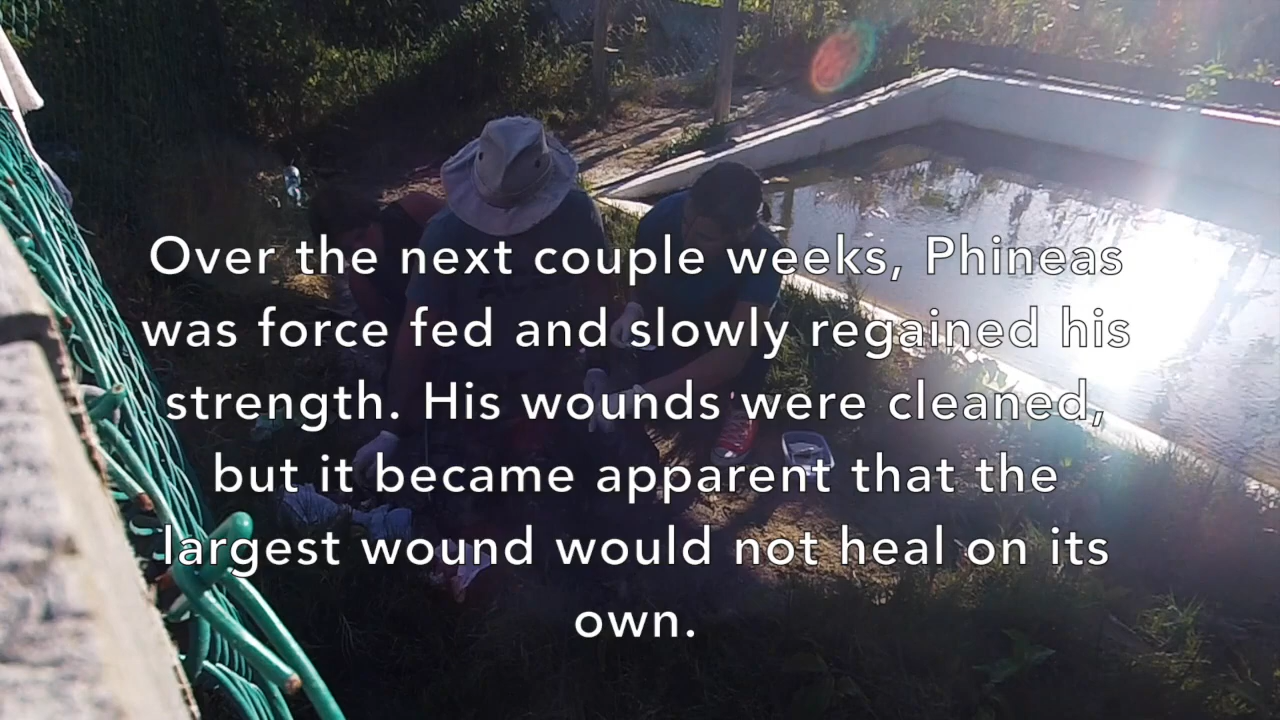 Over the next couple weeks, Phineas
was force fed and slowly regained his
strength. His wounds were cleaned,
but it became apparent that the
largest wound would not heal on its
own.